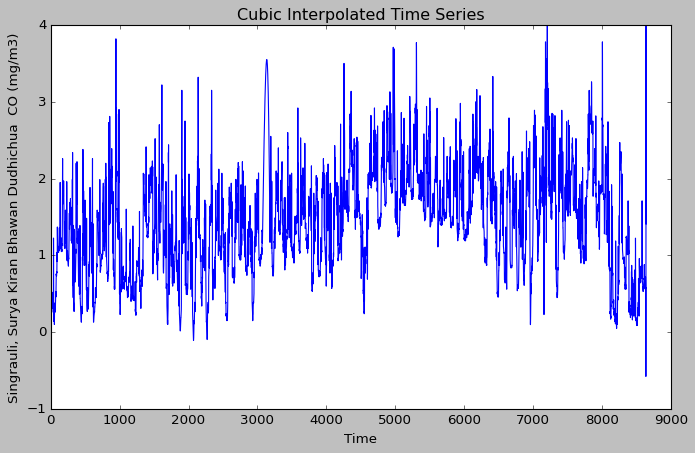 Cubic Interpolated Time Series
Singrauli, Surya Kiran Bhawan Dudhichua  CO (mg/m3)
4
3
2
1
0
−1
0 1000 2000 3000 4000 5000 6000 7000 8000 9000
Time